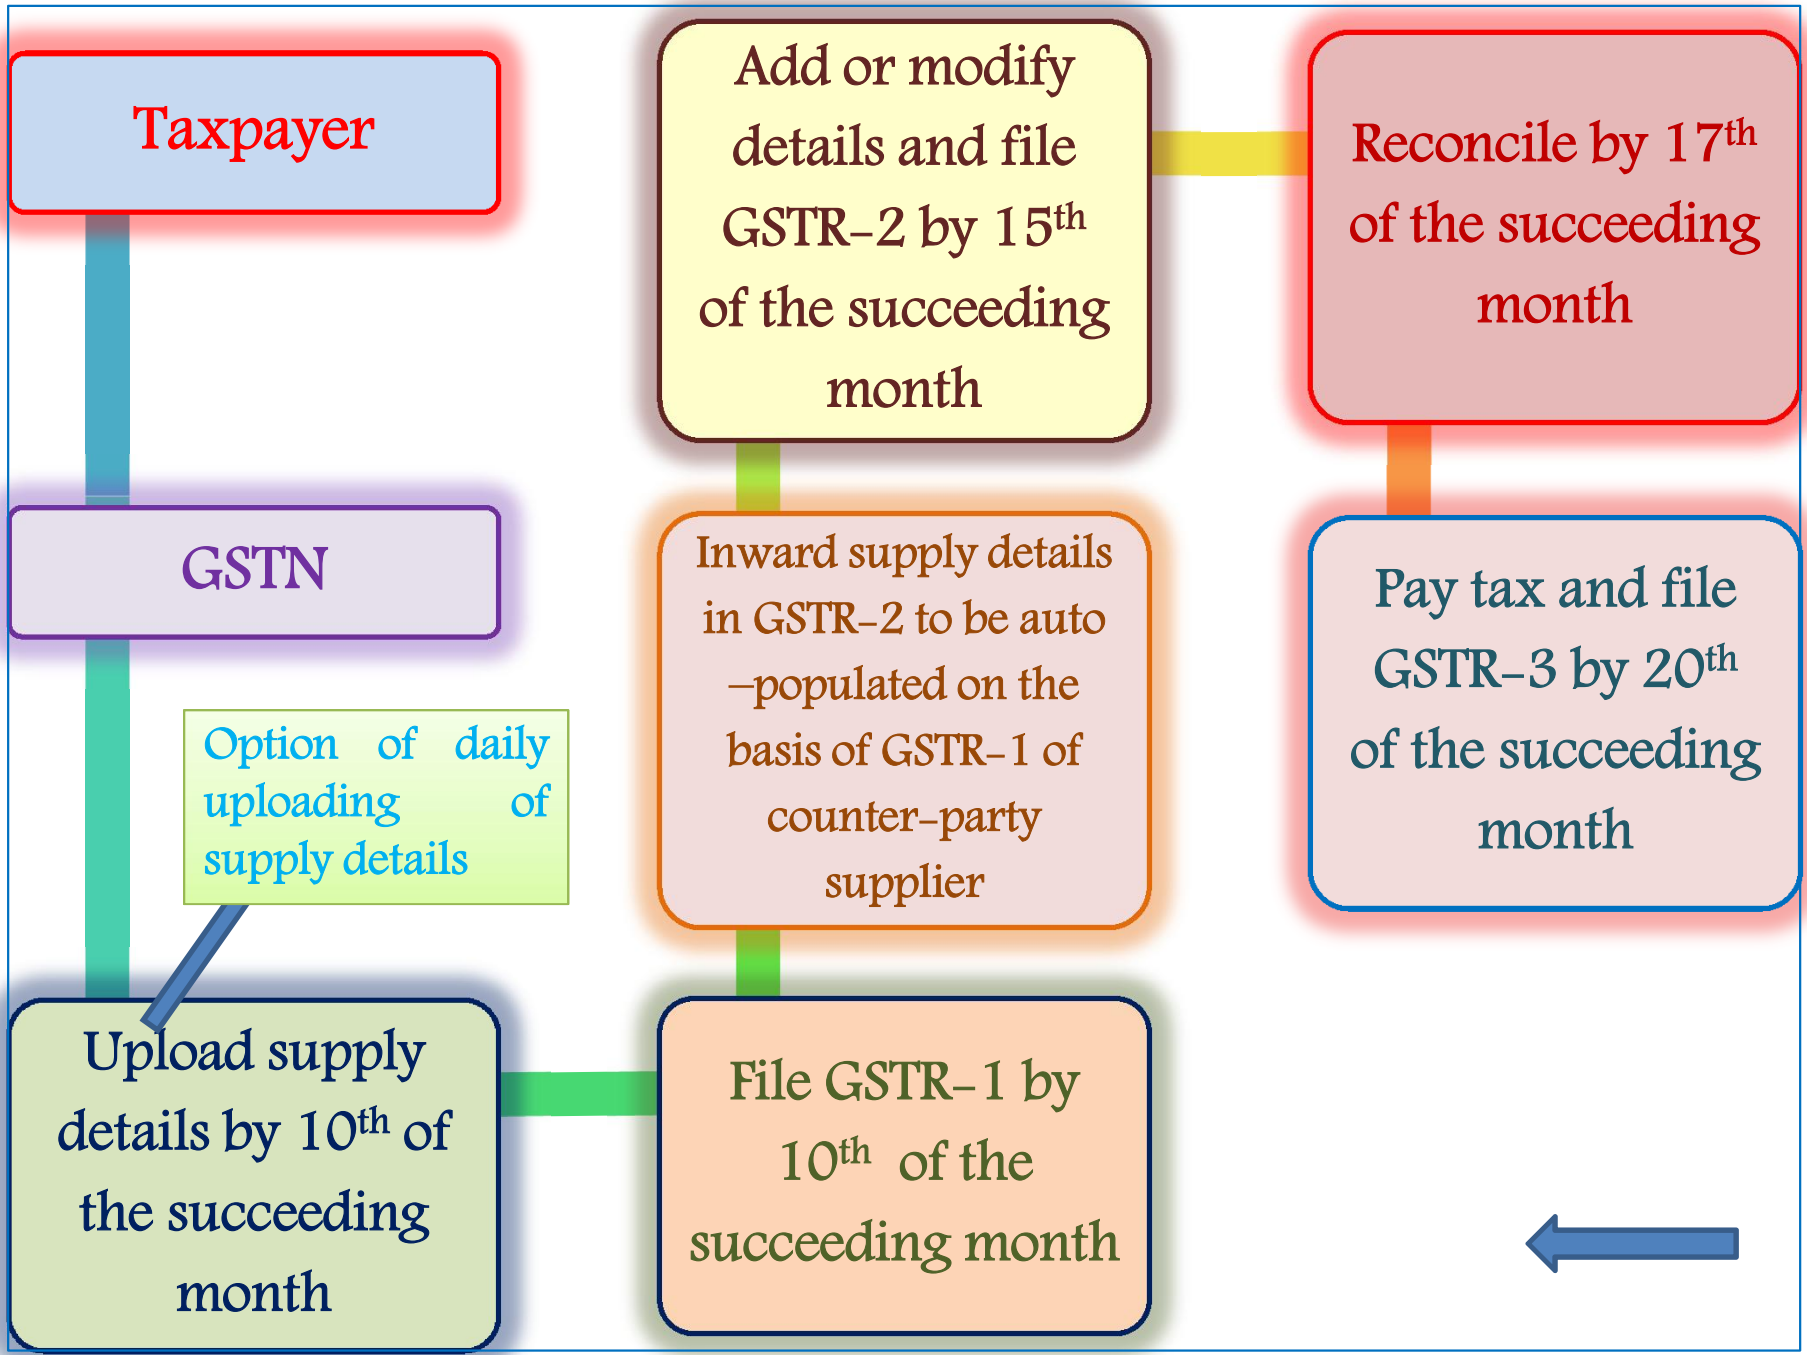 Taxpayer
GSTN
Option of daily
uploading of
supply details
Upload supply
details by 10th of
the succeeding
month
File GSTR-1 by
10th of the
succeeding month
Inward supply details
in GSTR-2 to be auto
–populated on the
basis of GSTR-1 of
counter-party
supplier
Add or modify
details and file
GSTR-2 by 15th
of the succeeding
month
Reconcile by 17th
of the succeeding
month
Pay tax and file
GSTR-3 by 20th
of the succeeding
month